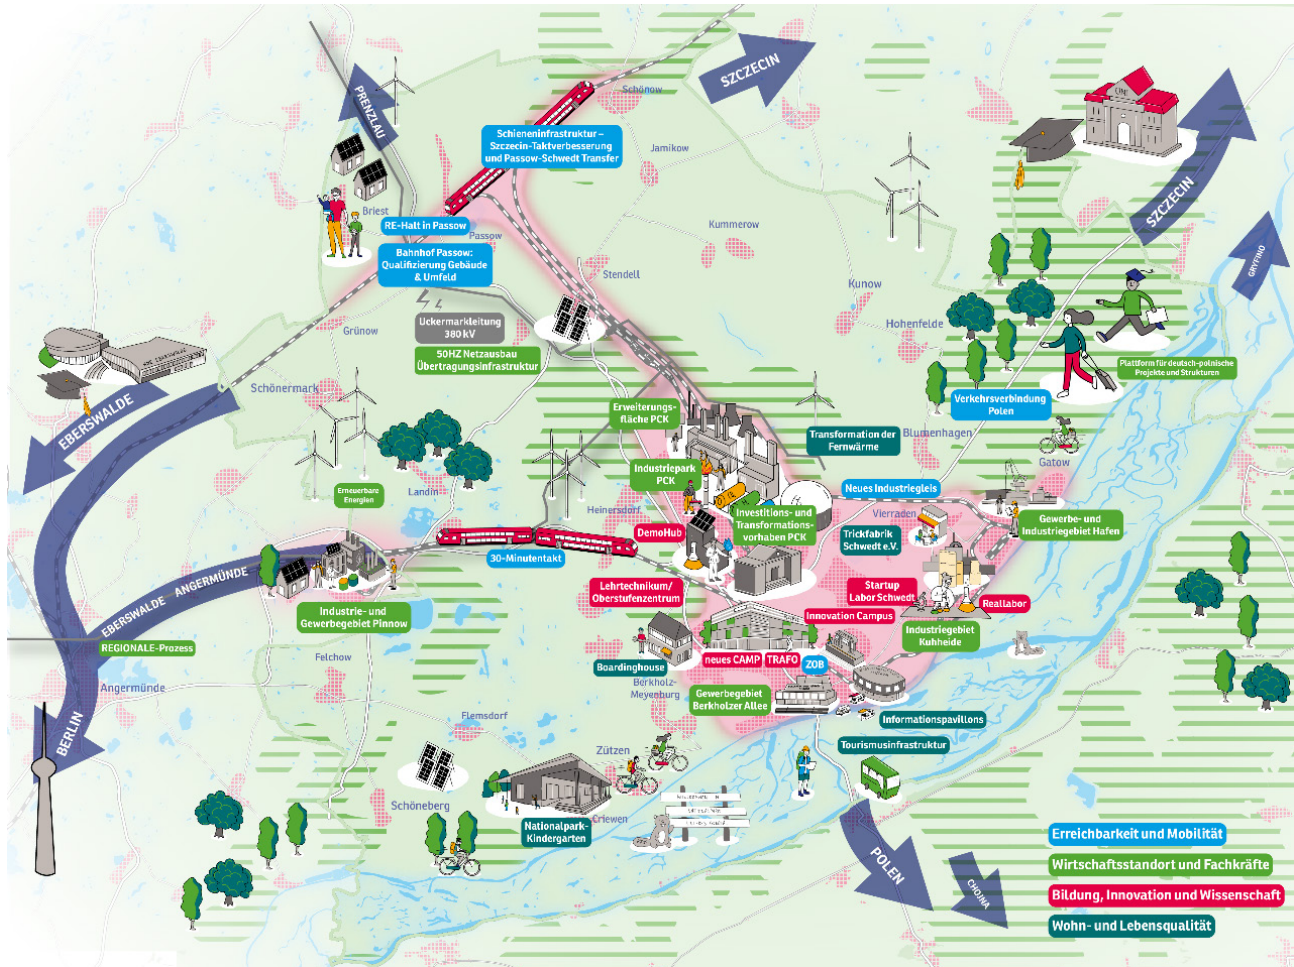 SZCZECIN
PRENZLAU
Schönow
Schieneninfrastruktur –
Szczecin-Taktverbesserung
und Passow-Schwedt Transfer
Jamikow
SZCZECIN
Briest
RE-Halt in Passow
Passow
Kummerow
GRYFINO
Bahnhof Passow:
Qualifizierung Gebäude
& Umfeld
Stendell
Kunow
Uckermarkleitung
380 kV
Grünow
Hohenfelde
50HZ Netzausbau
Übertragungsinfrastruktur
Plattform für deutsch-polnische
Projekte und Strukturen
Schönermark
EBERSWALDE
Verkehrsverbindung
Polen
Erweiterungs-
fläche PCK
Transformation der
Fernwärme
Blumenhagen
Gatow
Industriepark
PCK
Erneuerbare
Energien
Landin
Neues Industriegleis
Heinersdorf
Investitions- und
Transformations-
vorhaben PCK
Vierraden
Gewerbe- und
Industriegebiet Hafen
DemoHub
Trickfabrik
Schwedt e.V.
30-Minutentakt
EBERSWALDE ANGERMÜNDE
Lehrtechnikum/
Oberstufenzentrum
Startup
Labor Schwedt
Reallabor
Innovation Campus
Industrie- und
Gewerbegebiet Pinnow
Industriegebiet
Kuhheide
REGIONALE-Prozess
Felchow
Boardinghouse
neues CAMP
TRAFO
ZOB
Angermünde
Berkholz-
Meyenburg
Gewerbegebiet
Berkholzer Allee
BERLIN
Flemsdorf
Informationspavillons
Zützen
Tourismusinfrastruktur
Schöneberg
Criewen
Nationalpark-
Kindergarten
POLEN
CHOJNA
Erreichbarkeit und Mobilität
Wirtschaftsstandort und Fachkräfte
Bildung, Innovation und Wissenschaft
Wohn- und Lebensqualität